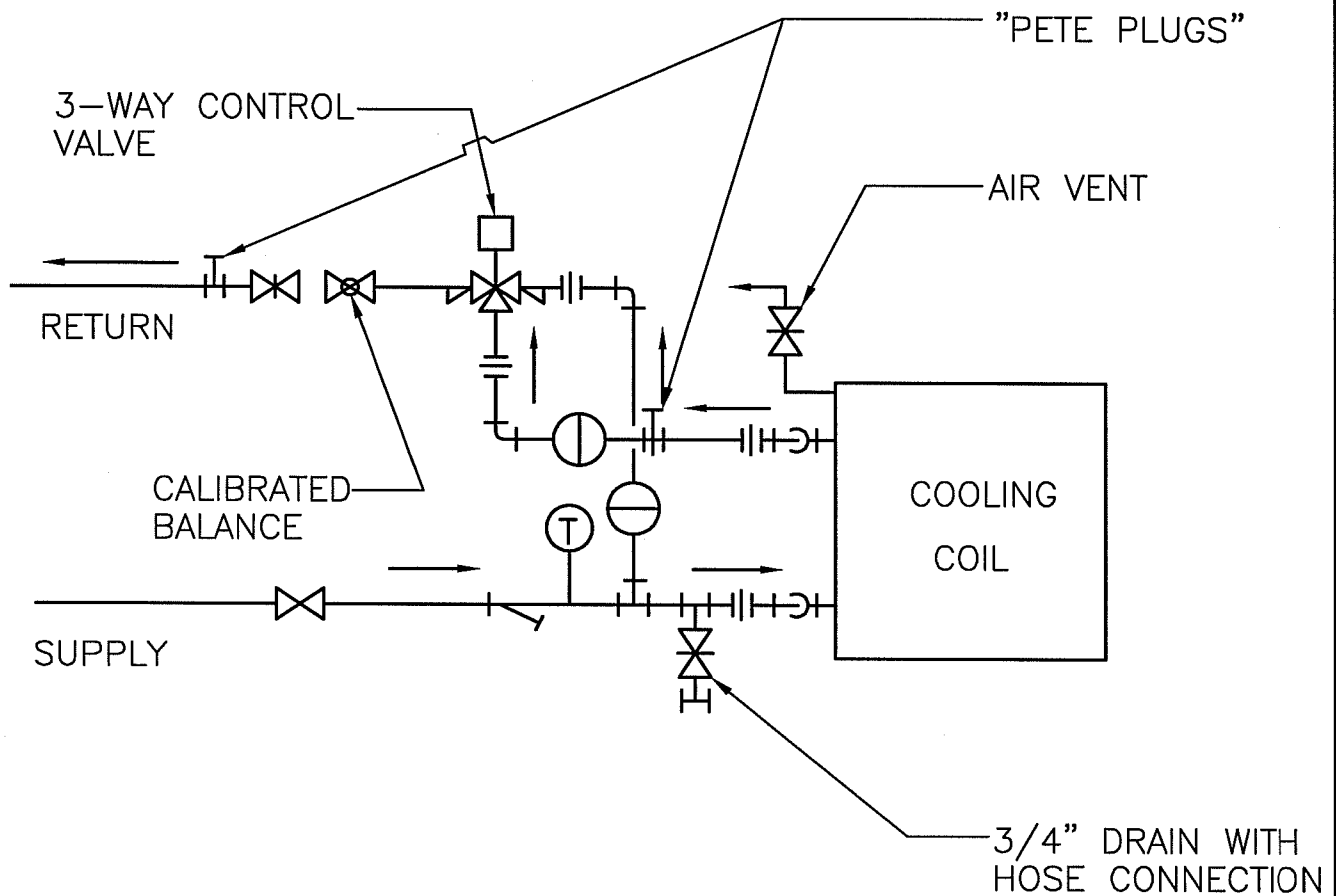 "PETE PLUGS"
3-WAY CONTROL
VALVE
AIR VENT
RETURN
CALIBRATED
BALANCE
COOLING
COIL
T
SUPPLY
3/4" DRAIN WITH
HOSE CONNECTION